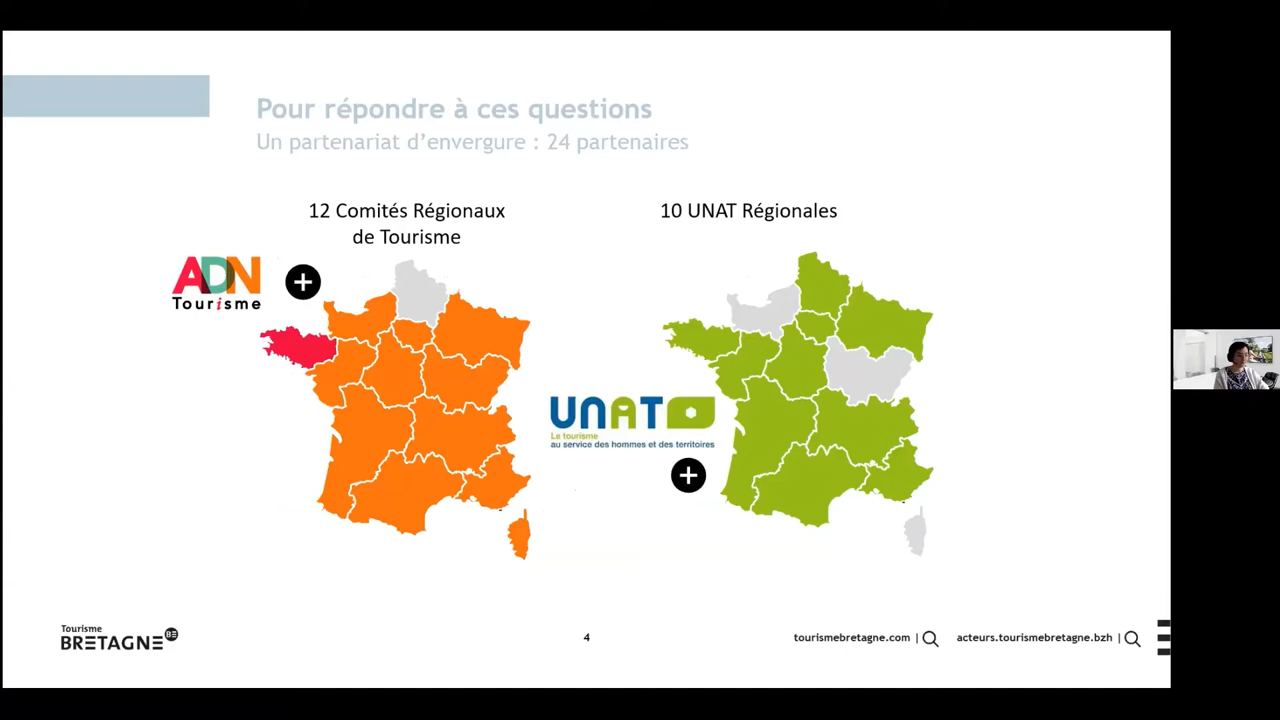 Pour répondre à ces questions
Un partenariat d’envergure : 24 partenaires
12 Comités Régionaux
de Tourisme
10 UNAT Régionales
ADN
Tourisme
UNAT
Le tourisme
au service des hommes et des territoires
Tourisme
BRETAGNE BE
4
tourismebretagne.com |
acteurs.tourismebretagne.bzh |